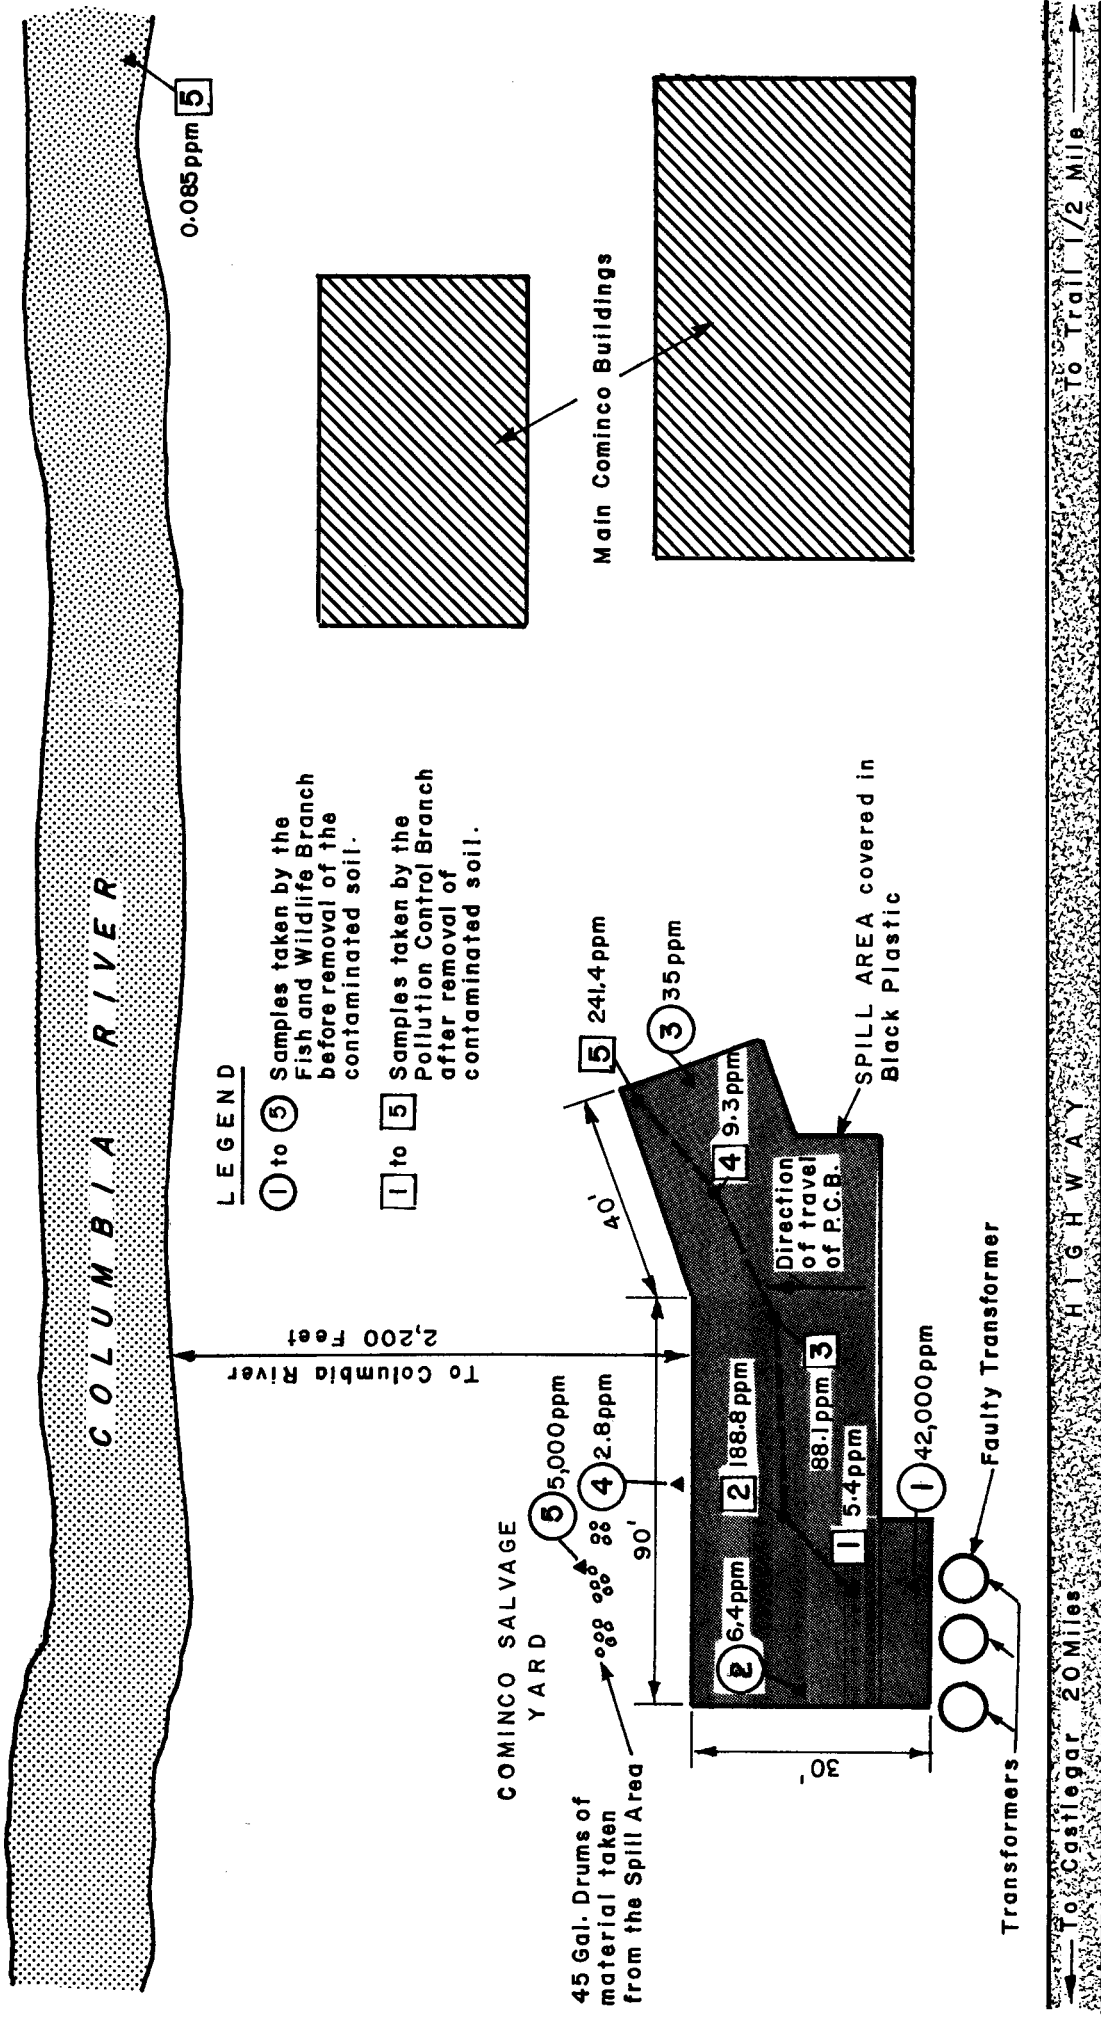 COLUMBIA RIVER
0.085ppm 5
LEGEND
1 to 5 Samples taken by the
Fish and Wildlife Branch
before removal of the
contaminated soil.
1 to 5 Samples taken by the
Pollution Control Branch
after removal of
contaminated soil.
To Columbia River
2,200 Feet
COMINCO SALVAGE
YARD
45 Gal. Drums of
material taken
from the Spill Area
5 5,000ppm
4 2.8ppm
90'
40'
30'
5 241.4ppm
3 35ppm
2 6.4ppm
2 188.8ppm
4 9.3ppm
3
88.1ppm
1 5.4ppm
Direction
of travel
of P.C.B.
1 42,000ppm
SPILL AREA covered in
Black Plastic
Main Cominco Buildings
Faulty Transformer
Transformers
To Castlegar 20 Miles
HIGHWAY
To Trail 1/2 Mile